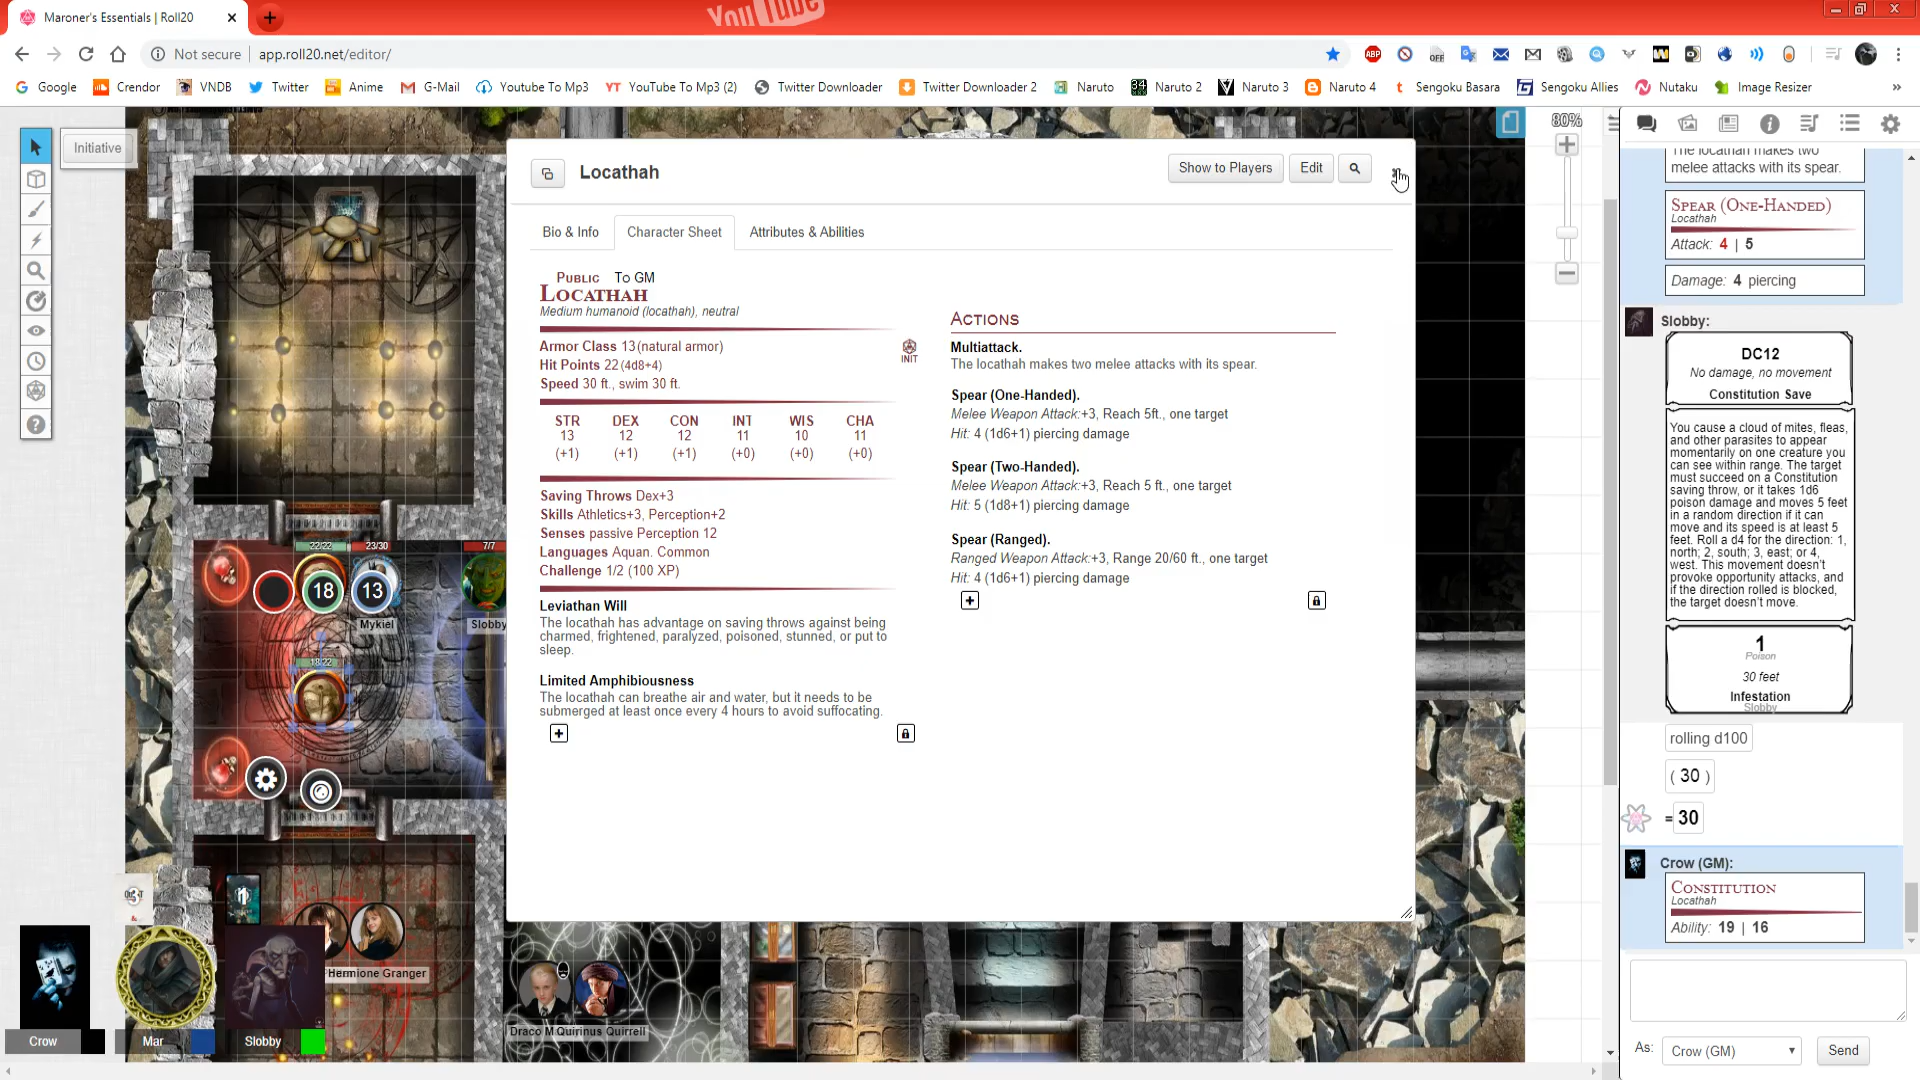 YouTube
Maroner's Essentials | Roll20
Not secure
app.roll20.net/editor/
ABP
OFF
Google
Crendor
VNDB
Twitter
Anime
G-Mail
Youtube To Mp3
YT
YouTube To Mp3 (2)
Twitter Downloader
Twitter Downloader 2
Naruto
Naruto 2
Naruto 3
Naruto 4
Sengoku Basara
Sengoku Allies
Nutaku
Image Resizer
Initiative
Locathah
Show to Players
Edit
80%
Bio & Info
Character Sheet
Attributes & Abilities
PUBLIC
To GM
LOCATHAH
Medium humanoid (locathah), neutral
Armor Class 13 (natural armor)
Hit Points 22 (4d8+4)
Speed 30 ft., swim 30 ft.
INIT
STR DEX CON INT WIS CHA
13 12 12 11 10 11
(+1) (+1) (+1) (+0) (+0) (+0)
Saving Throws Dex+3
Skills Athletics+3, Perception+2
Senses passive Perception 12
Languages Aquan. Common
Challenge 1/2 (100 XP)
Leviathan Will
The locathah has advantage on saving throws against being
charmed, frightened, paralyzed, poisoned, stunned, or put to
sleep.
Limited Amphibiousness
The locathah can breathe air and water, but it needs to be
submerged at least once every 4 hours to avoid suffocating.
ACTIONS
Multiattack.
The locathah makes two melee attacks with its spear.
Spear (One-Handed).
Melee Weapon Attack:+3, Reach 5ft., one target
Hit: 4 (1d6+1) piercing damage
Spear (Two-Handed).
Melee Weapon Attack:+3, Reach 5 ft., one target
Hit: 5 (1d8+1) piercing damage
Spear (Ranged).
Ranged Weapon Attack:+3, Range 20/60 ft., one target
Hit: 4 (1d6+1) piercing damage
22/22
23/30
7/7
18
13
Mykiel
Slobby
18/22
Hermione Granger
Draco M
Quirinus Quirrell
Crow
Mar
Slobby
The locathah makes two
melee attacks with its spear.
SPEAR (ONE-HANDED)
Locathah
Attack: 4 | 5
Damage: 4 piercing
Slobby:
DC12
No damage, no movement
Constitution Save
You cause a cloud of mites, fleas,
and other parasites to appear
momentarily on one creature you
can see within range. The target
must succeed on a Constitution
saving throw, or it takes 1d6
poison damage and moves 5 feet
in a random direction if it can
move and its speed is at least 5
feet. Roll a d4 for the direction: 1,
north; 2, south; 3, east; or 4,
west. This movement doesn't
provoke opportunity attacks, and
if the direction rolled is blocked,
the target doesn't move.
1
Poison
30 feet
Infestation
Slobby
rolling d100
( 30 )
= 30
Crow (GM):
CONSTITUTION
Locathah
Ability: 19 | 16
As:
Crow (GM)
Send